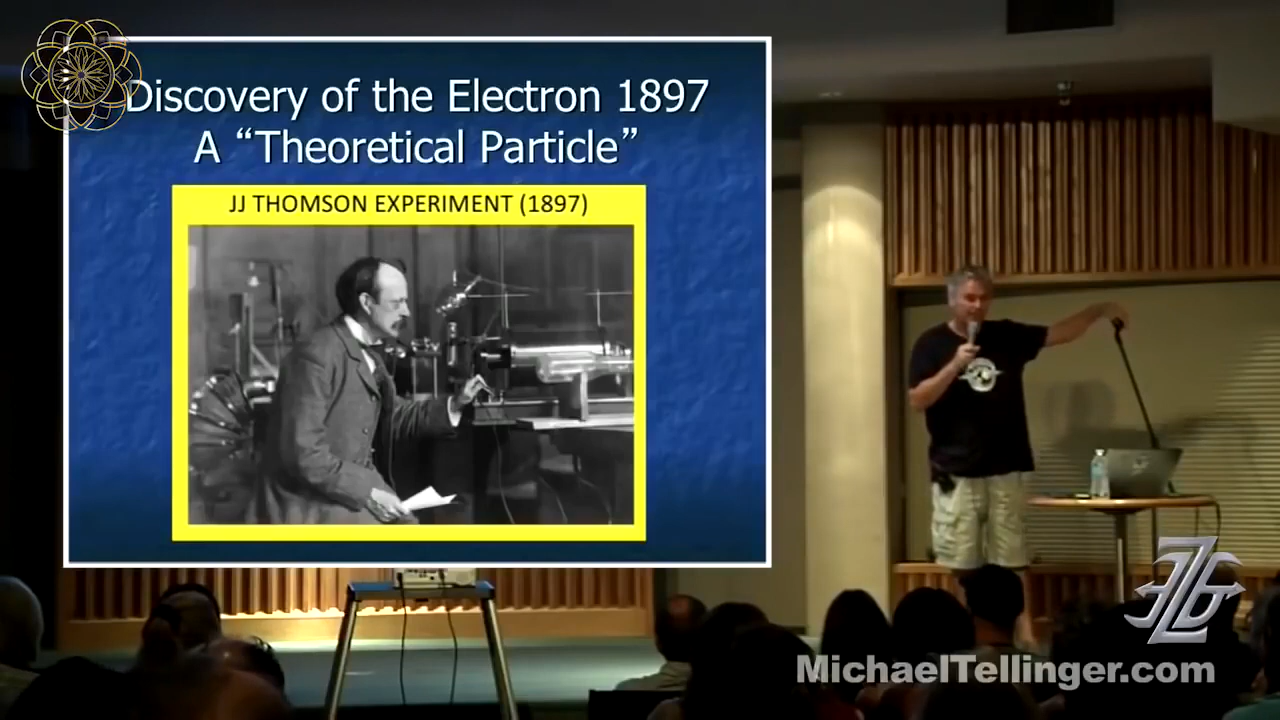 Discovery of the Electron 1897
A “Theoretical Particle”
JJ THOMSON EXPERIMENT (1897)
MichaelTellinger.com